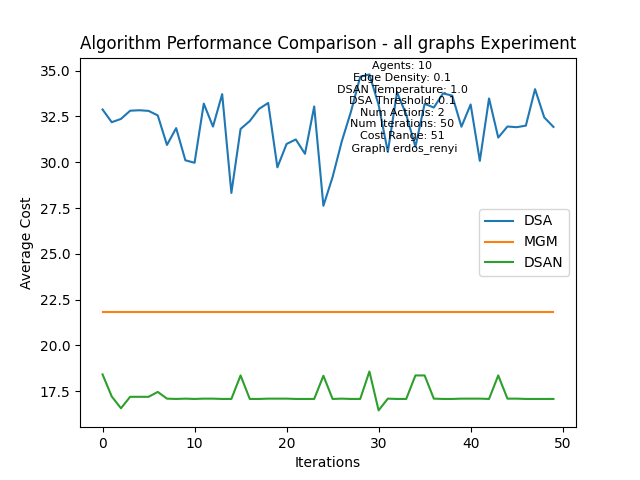 Algorithm Performance Comparison - all graphs Experiment
Agents: 10
Edge Density: 0.1
DSAN Temperature: 1.0
DSA Threshold: 0.1
Num Actions: 2
Num Iterations: 50
Cost Range: 51
Graph: erdos_renyi
35.0
32.5
30.0
27.5
25.0
22.5
20.0
17.5
Average Cost
DSA
MGM
DSAN
0
10
20
30
40
50
Iterations